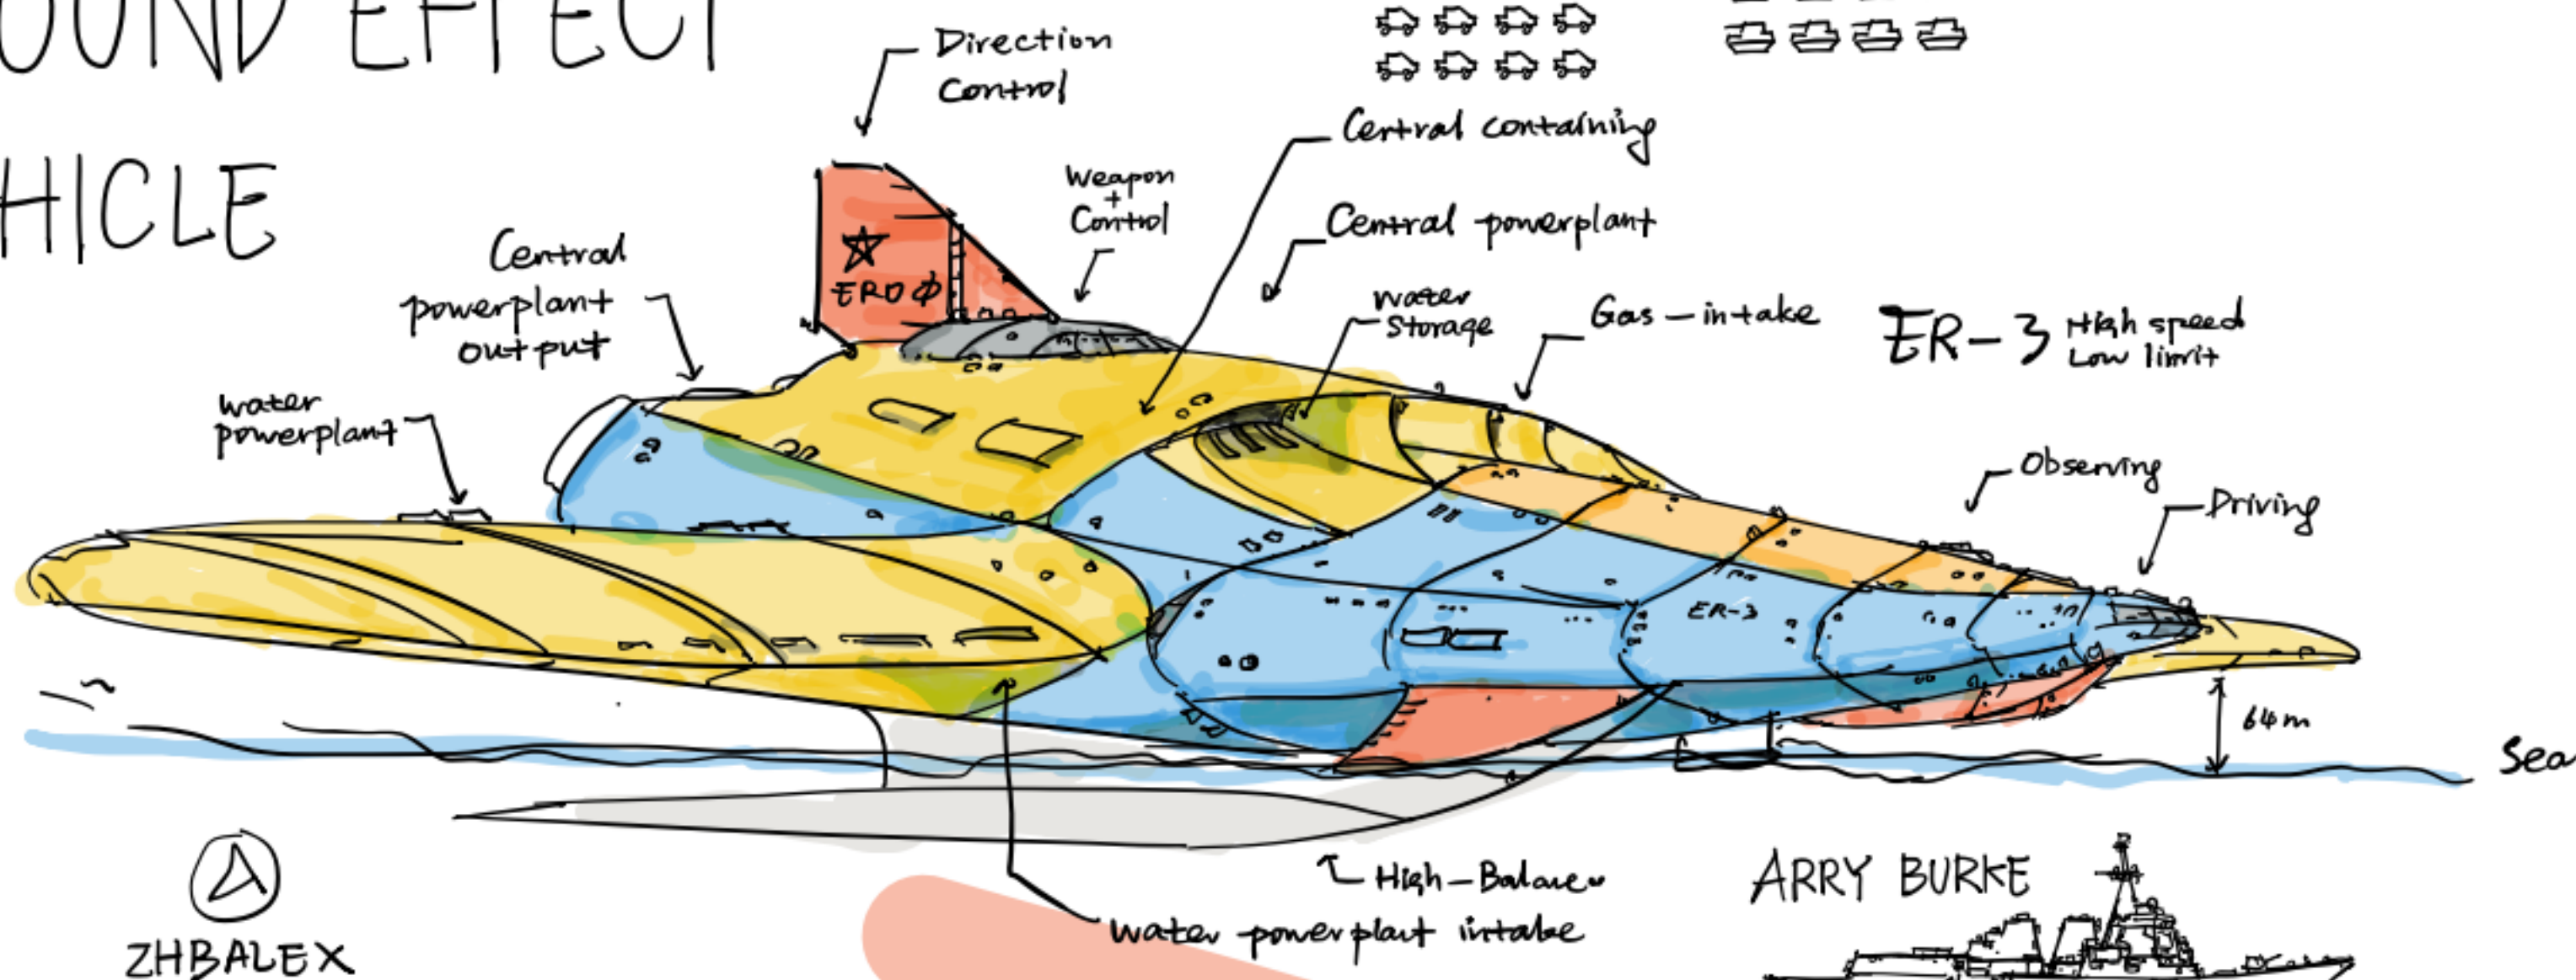 OUND EFFECT
HICLE
Direction
Control
Central containing
Weapon
+
Control
Central powerplant
Central
powerplant
output
☆
ERDϕ
water
Storage
Gas-intake
ER-3 High speed
Low limit
water
powerplant
Observing
Driving
ER-3
64m
Sea
High-Balance
water powerplant intake
ARRY BURKE
ZHBALEX